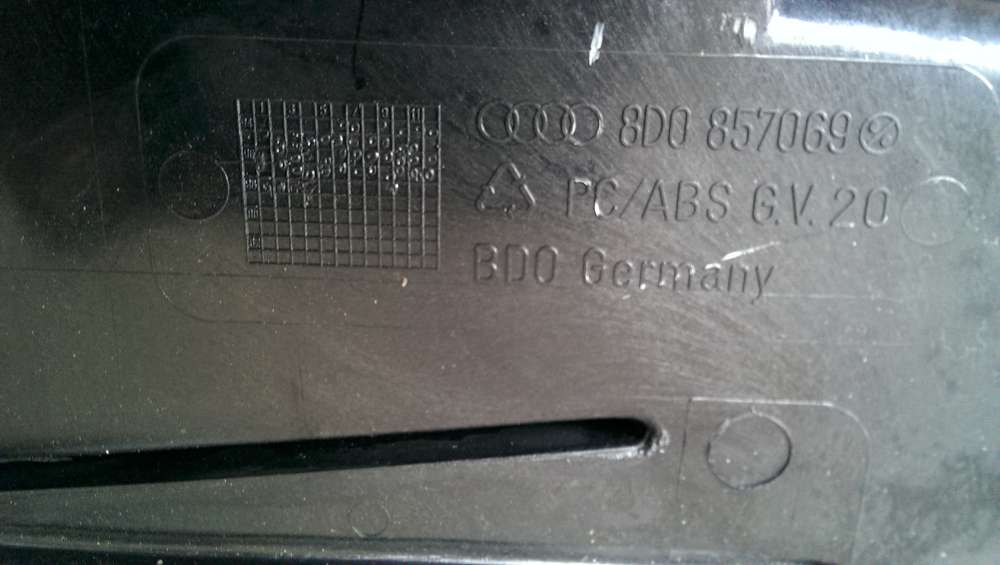 8D0 857069
PC/ABS G.V. 20
BDO Germany